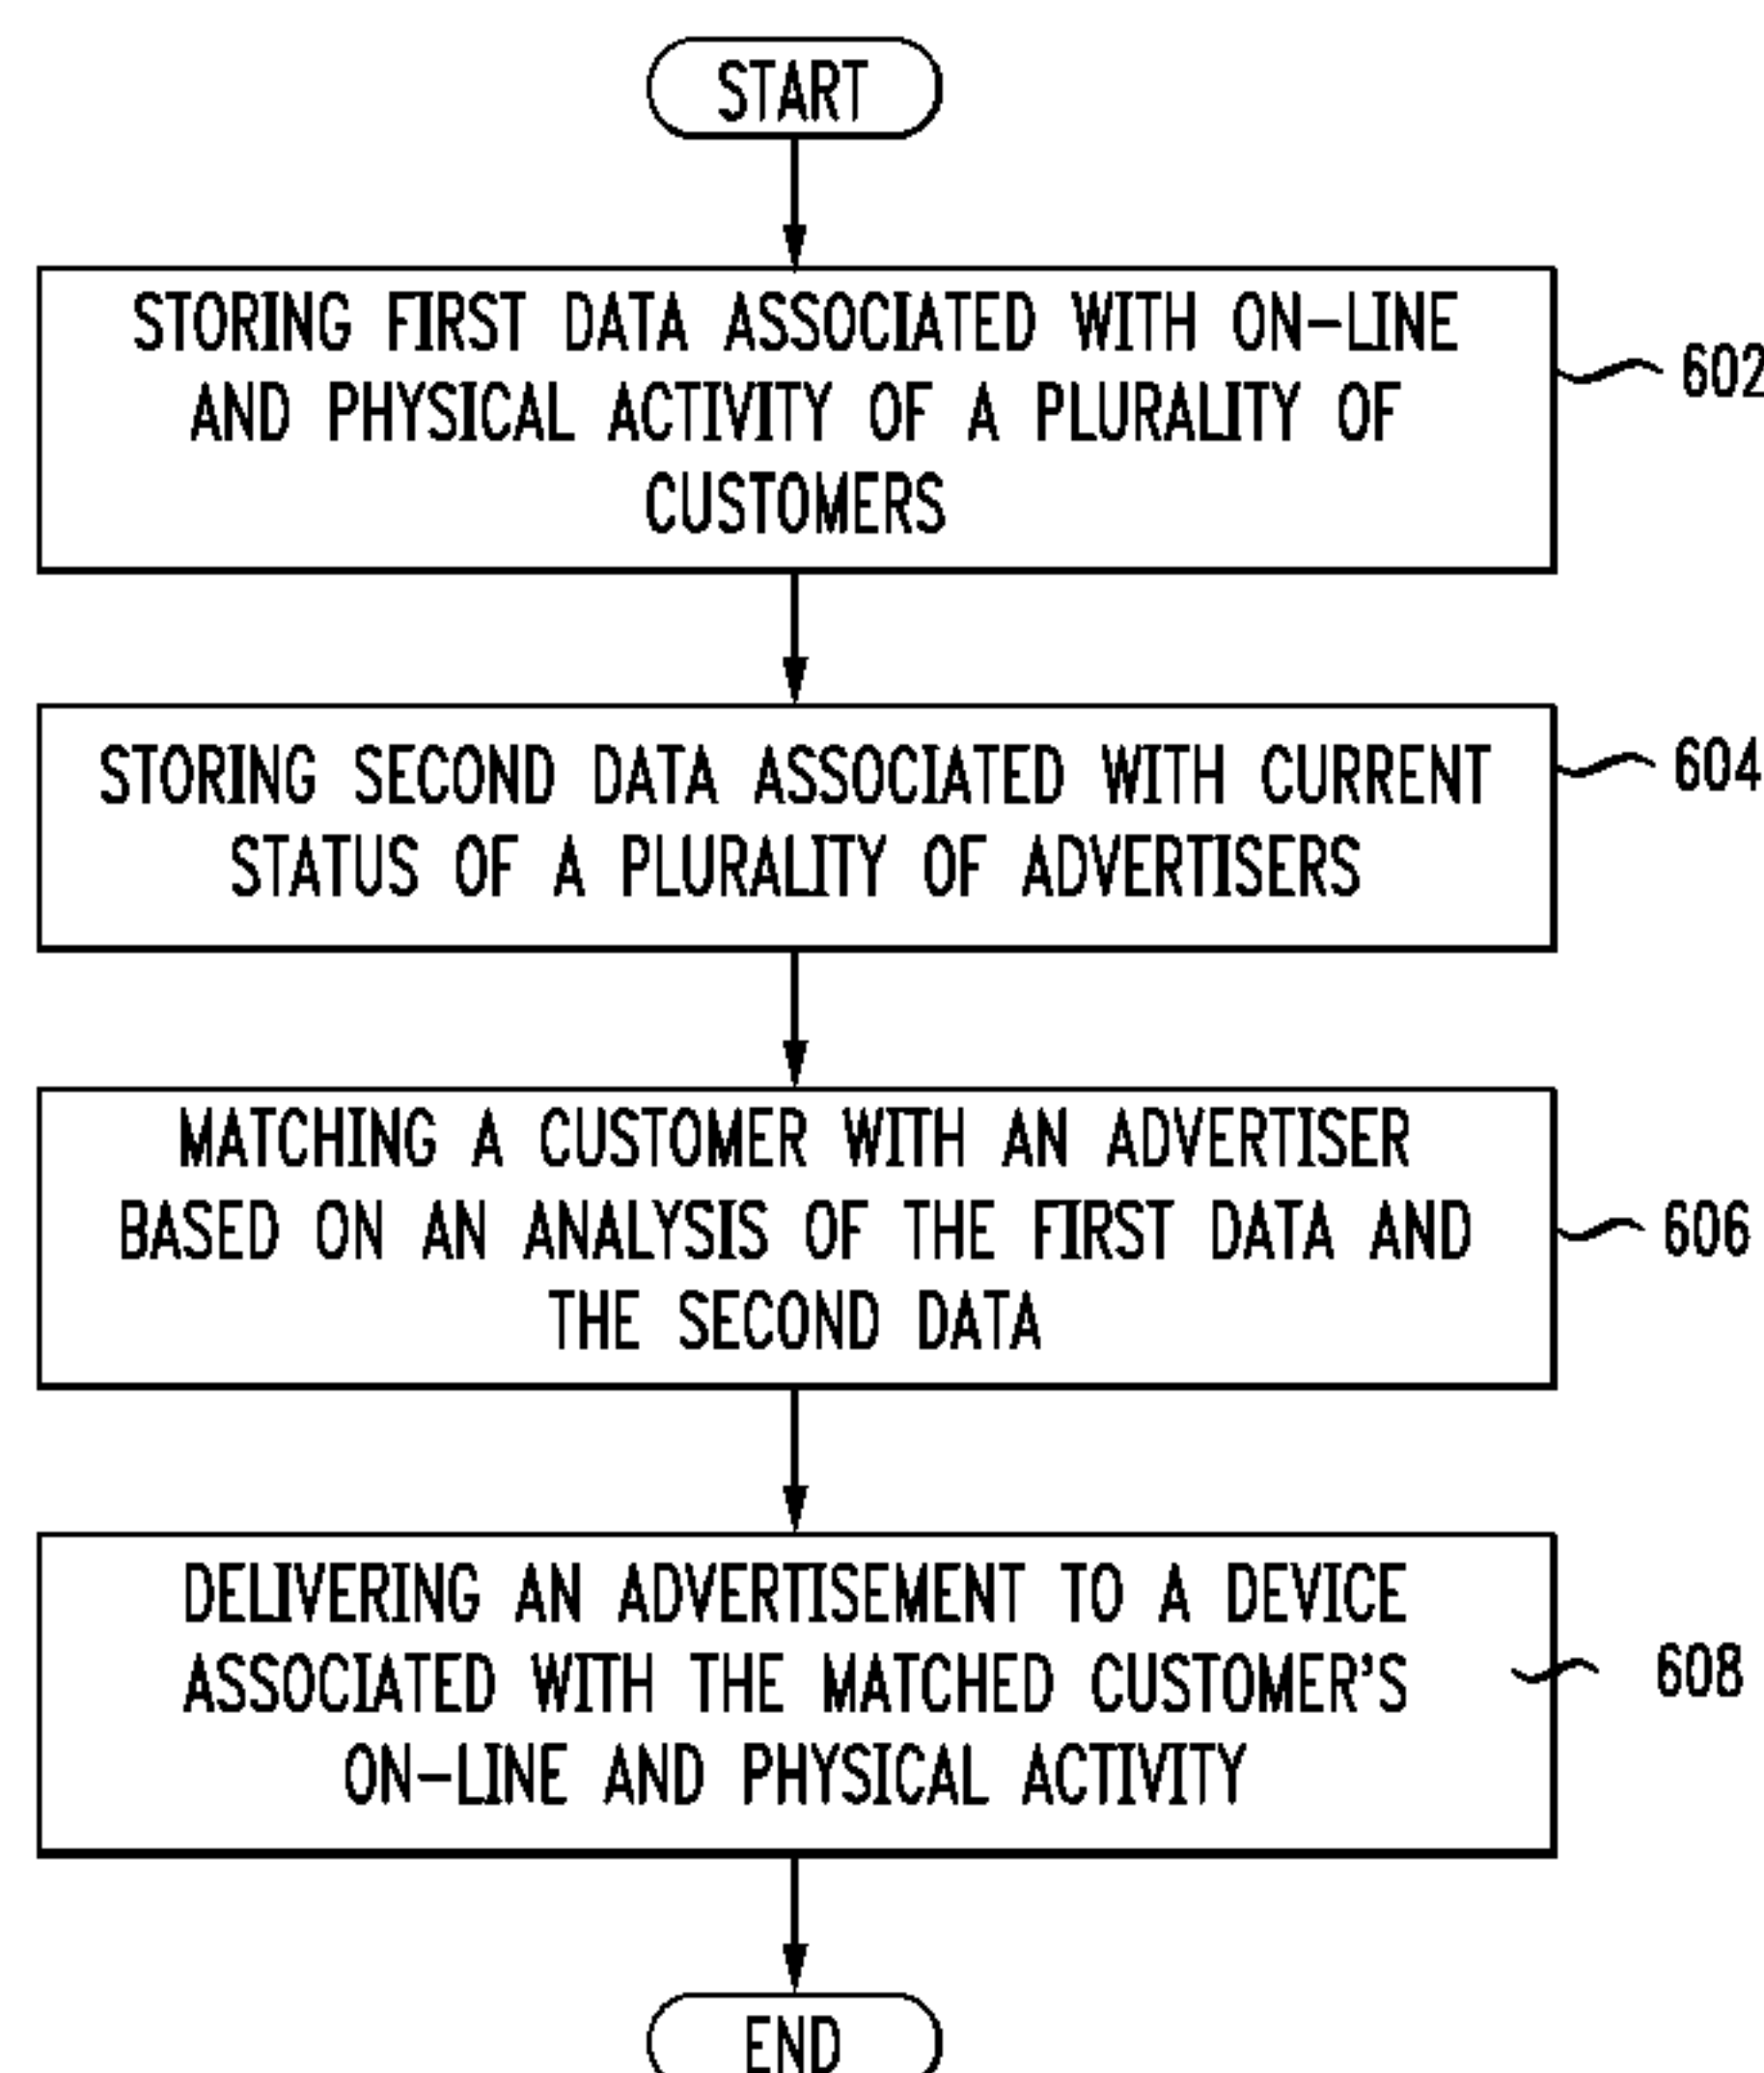 START
STORING FIRST DATA ASSOCIATED WITH ON-LINE
AND PHYSICAL ACTIVITY OF A PLURALITY OF
CUSTOMERS
602
STORING SECOND DATA ASSOCIATED WITH CURRENT
STATUS OF A PLURALITY OF ADVERTISERS
604
MATCHING A CUSTOMER WITH AN ADVERTISER
BASED ON AN ANALYSIS OF THE FIRST DATA AND
THE SECOND DATA
606
DELIVERING AN ADVERTISEMENT TO A DEVICE
ASSOCIATED WITH THE MATCHED CUSTOMER'S
ON-LINE AND PHYSICAL ACTIVITY
608
END